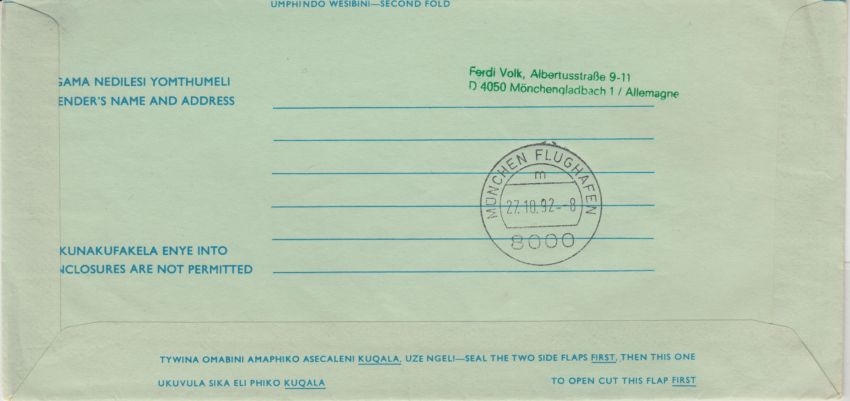 UMPHINDO WESIBINI—SECOND FOLD
GAMA NEDILESI YOMTHUMELI
ENDER'S NAME AND ADDRESS
Ferdi Volk, Albertusstraße 9-11
D 4050 Mönchengladbach 1 / Allemagne
MÜNCHEN FLUGHAFEN
m
27.10.92.--8
8000
KUNAKUFAKELA ENYE INTO
NCLOSURES ARE NOT PERMITTED
TYWINA OMABINI AMAPHIKO ASECALENI KUQALA, UZE NGELI—SEAL THE TWO SIDE FLAPS FIRST, THEN THIS ONE
UKUVULA SIKA ELI PHIKO KUQALA TO OPEN CUT THIS FLAP FIRST